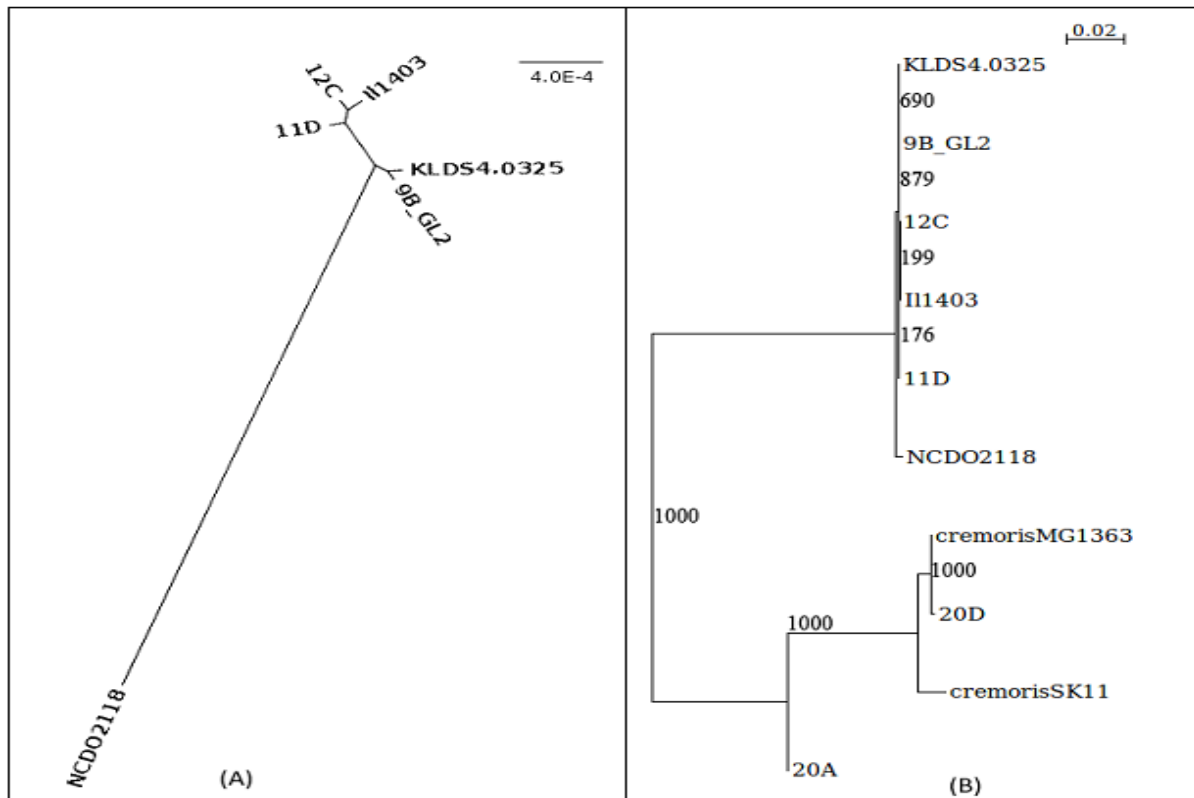 4.0E-4
12C
Il1403
11D
KLDS4.0325
9B_GL2
NCDO2118
(A)
0.02
KLDS4.0325
690
9B_GL2
879
12C
199
Il1403
176
11D
NCDO2118
1000
cremorisMG1363
1000
20D
1000
cremorisSK11
20A
(B)